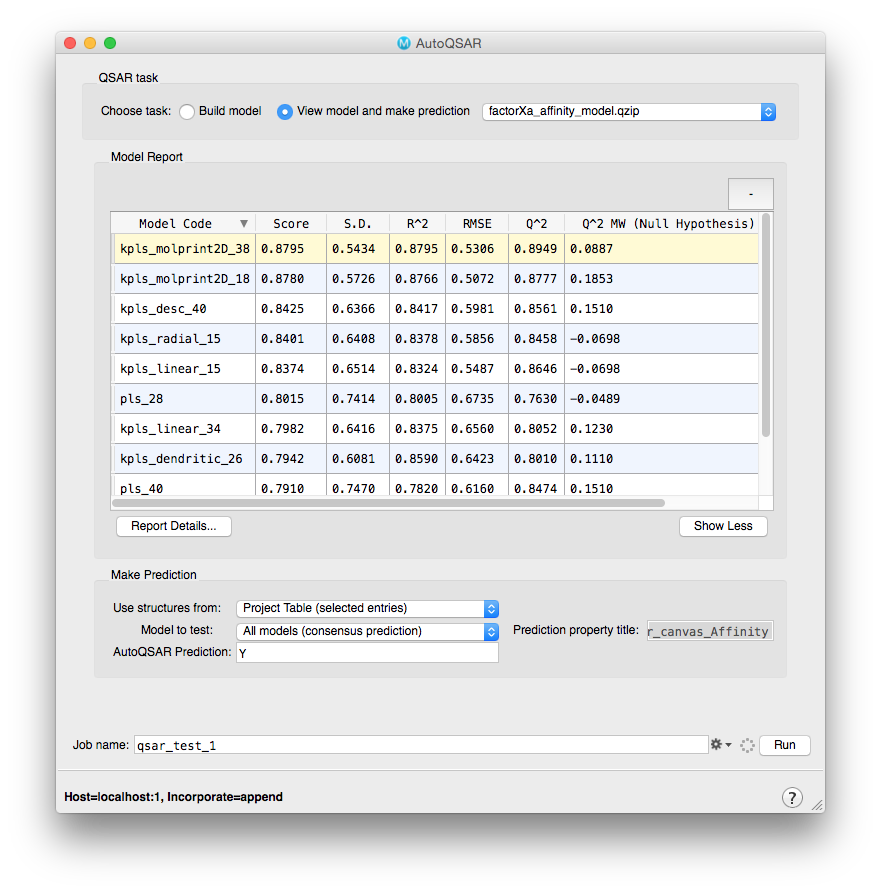 AutoQSAR
QSAR task
Choose task: Build model View model and make prediction factorXa_affinity_model.qzip
Model Report
-
Model Code Score S.D. R^2 RMSE Q^2 Q^2 MW (Null Hypothesis)
kpls_molprint2D_38 0.8795 0.5434 0.8795 0.5306 0.8949 0.0887
kpls_molprint2D_18 0.8780 0.5726 0.8766 0.5072 0.8777 0.1853
kpls_desc_40 0.8425 0.6366 0.8417 0.5981 0.8561 0.1510
kpls_radial_15 0.8401 0.6408 0.8378 0.5856 0.8458 −0.0698
kpls_linear_15 0.8374 0.6514 0.8324 0.5487 0.8646 −0.0698
pls_28 0.8015 0.7414 0.8005 0.6735 0.7630 −0.0489
kpls_linear_34 0.7982 0.6416 0.8375 0.6560 0.8052 0.1230
kpls_dendritic_26 0.7942 0.6081 0.8590 0.6423 0.8010 0.1110
pls_40 0.7910 0.7470 0.7820 0.6160 0.8474 0.1510
Report Details... Show Less
Make Prediction
Use structures from: Project Table (selected entries)
Model to test: All models (consensus prediction) Prediction property title: r_canvas_Affinity
AutoQSAR Prediction: Y
Job name: qsar_test_1 Run
Host=localhost:1, Incorporate=append ?